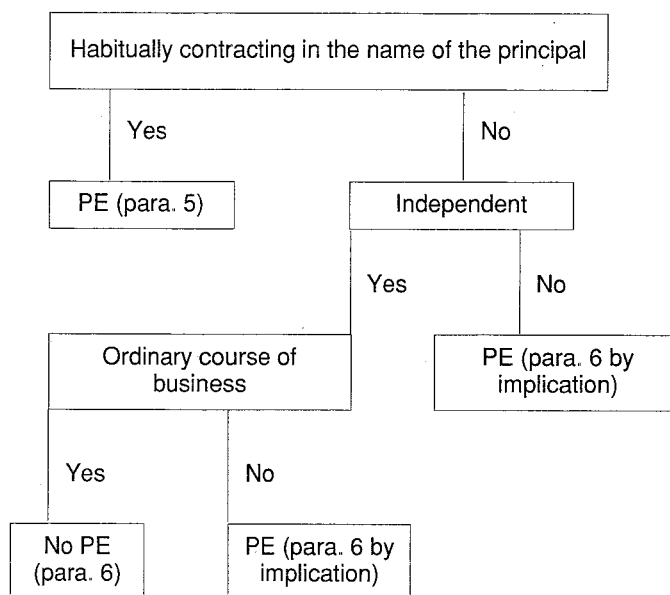 Habitually contracting in the name of the principal
Yes
No
PE (para. 5)
Independent
Yes
No
Ordinary course of
business
PE (para. 6 by
implication)
Yes
No
No PE
(para. 6)
PE (para. 6 by
implication)